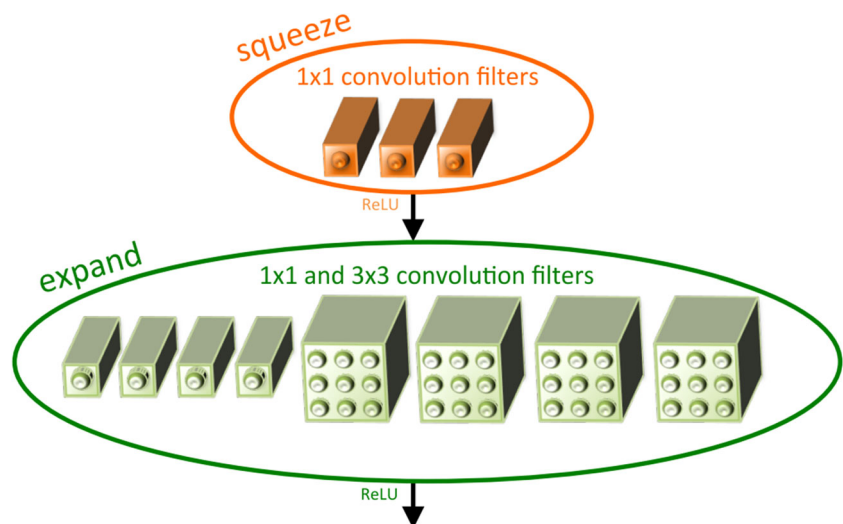 squeeze
1x1 convolution filters
ReLU
expand
1x1 and 3x3 convolution filters
ReLU